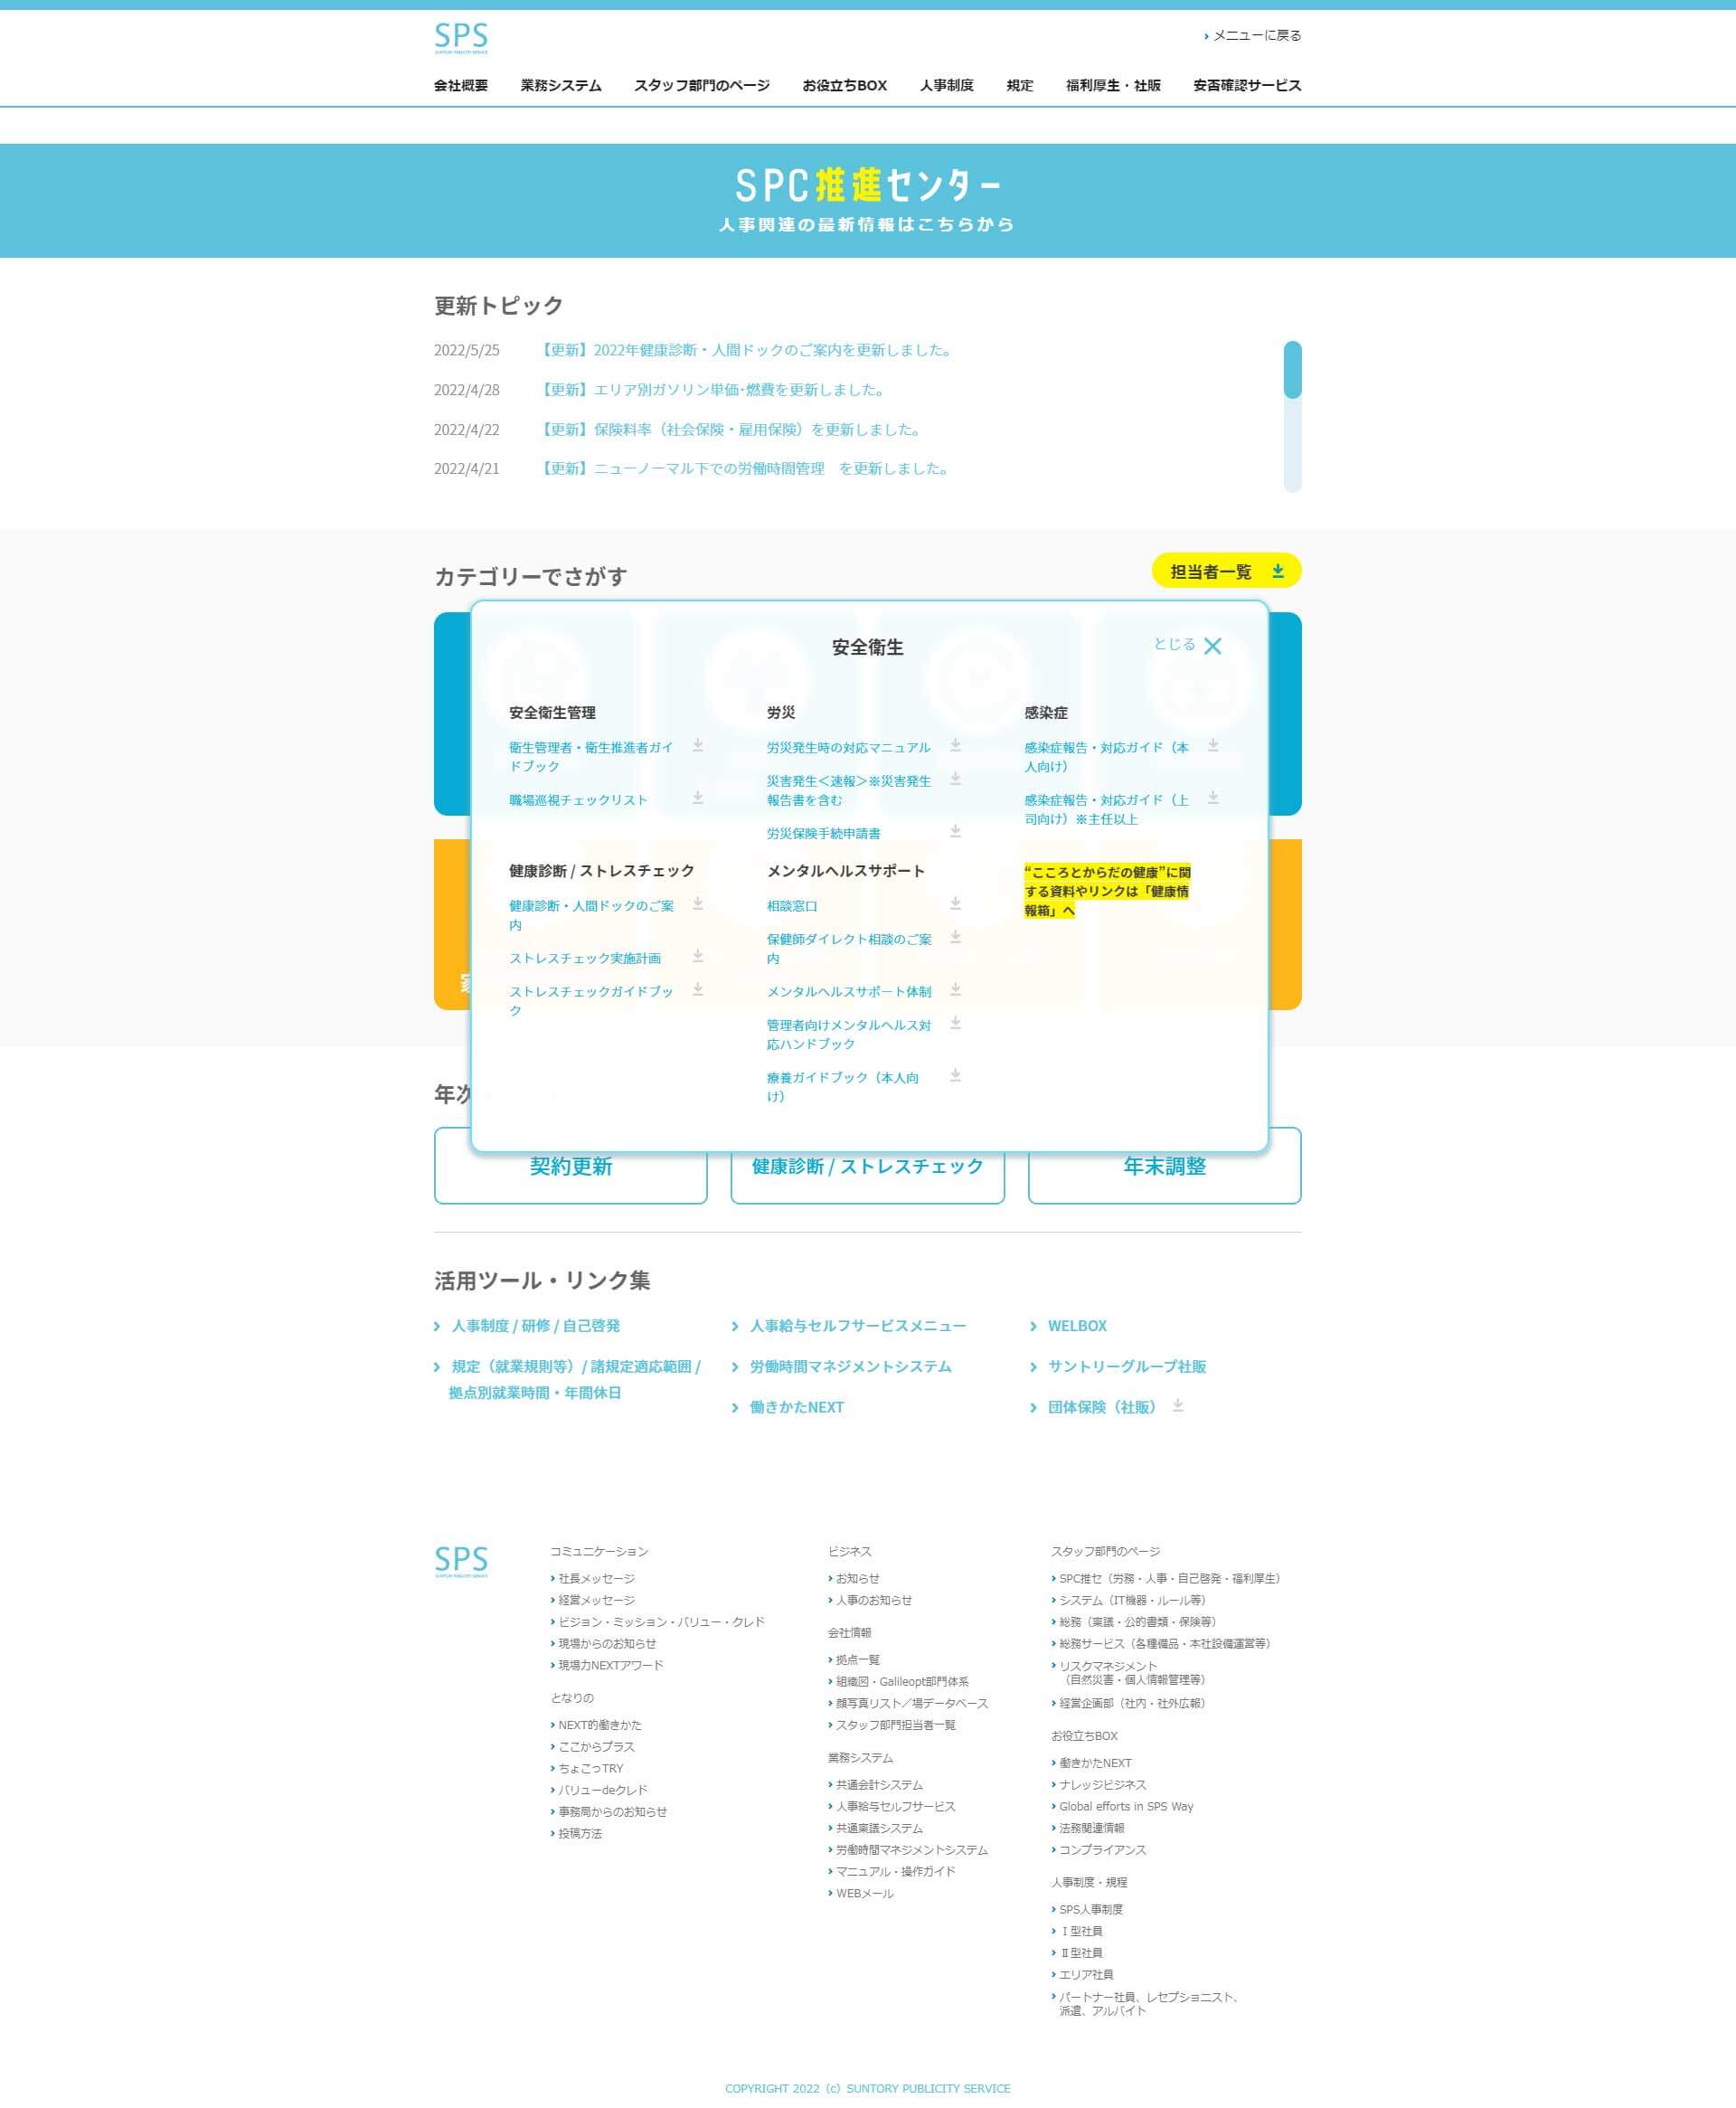 SPS
SUNTORY PUBLICITY SERVICE
メニューに戻る
会社概要
業務システム
スタッフ部門のページ
お役立ちBOX
人事制度
規定
福利厚生・社販
安否確認サービス
SPC推進センター
人事関連の最新情報はこちらから
更新トピック
2022/5/25 【更新】2022年健康診断・人間ドックのご案内を更新しました。
2022/4/28 【更新】エリア別ガソリン単価･燃費を更新しました。
2022/4/22 【更新】保険料率（社会保険・雇用保険）を更新しました。
2022/4/21 【更新】ニューノーマル下での労働時間管理　を更新しました。
カテゴリーでさがす
担当者一覧
安全衛生
とじる
安全衛生管理
衛生管理者・衛生推進者ガイ
ドブック
職場巡視チェックリスト
労災
労災発生時の対応マニュアル
災害発生＜速報＞※災害発生
報告書を含む
労災保険手続申請書
感染症
感染症報告・対応ガイド（本
人向け）
感染症報告・対応ガイド（上
司向け）※主任以上
健康診断 / ストレスチェック
健康診断・人間ドックのご案
内
ストレスチェック実施計画
ストレスチェックガイドブッ
ク
メンタルヘルスサポート
相談窓口
保健師ダイレクト相談のご案
内
メンタルヘルスサポート体制
管理者向けメンタルヘルス対
応ハンドブック
療養ガイドブック（本人向
け）
“こころとからだの健康”に関
する資料やリンクは「健康情
報箱」へ
年次
契約更新
健康診断 / ストレスチェック
年末調整
活用ツール・リンク集
人事制度 / 研修 / 自己啓発
規定（就業規則等）/ 諸規定適応範囲 /
拠点別就業時間・年間休日
人事給与セルフサービスメニュー
労働時間マネジメントシステム
働きかたNEXT
WELBOX
サントリーグループ社販
団体保険（社販）
SPS
SUNTORY PUBLICITY SERVICE
コミュニケーション
社長メッセージ
経営メッセージ
ビジョン・ミッション・バリュー・クレド
現場からのお知らせ
現場力NEXTアワード
となりの
NEXT的働きかた
ここからプラス
ちょこっTRY
バリューdeクレド
事務局からのお知らせ
投稿方法
ビジネス
お知らせ
人事のお知らせ
会社情報
拠点一覧
組織図・Galileopt部門体系
顔写真リスト／場データベース
スタッフ部門担当者一覧
業務システム
共通会計システム
人事給与セルフサービス
共通稟議システム
労働時間マネジメントシステム
マニュアル・操作ガイド
WEBメール
スタッフ部門のページ
SPC推セ（労務・人事・自己啓発・福利厚生）
システム（IT機器・ルール等）
総務（稟議・公的書類・保険等）
総務サービス（各種備品・本社設備運営等）
リスクマネジメント
（自然災害・個人情報管理等）
経営企画部（社内・社外広報）
お役立ちBOX
働きかたNEXT
ナレッジビジネス
Global efforts in SPS Way
法務関連情報
コンプライアンス
人事制度・規程
SPS人事制度
Ⅰ型社員
Ⅱ型社員
エリア社員
パートナー社員、レセプショニスト、
派遣、アルバイト
COPYRIGHT 2022（c）SUNTORY PUBLICITY SERVICE